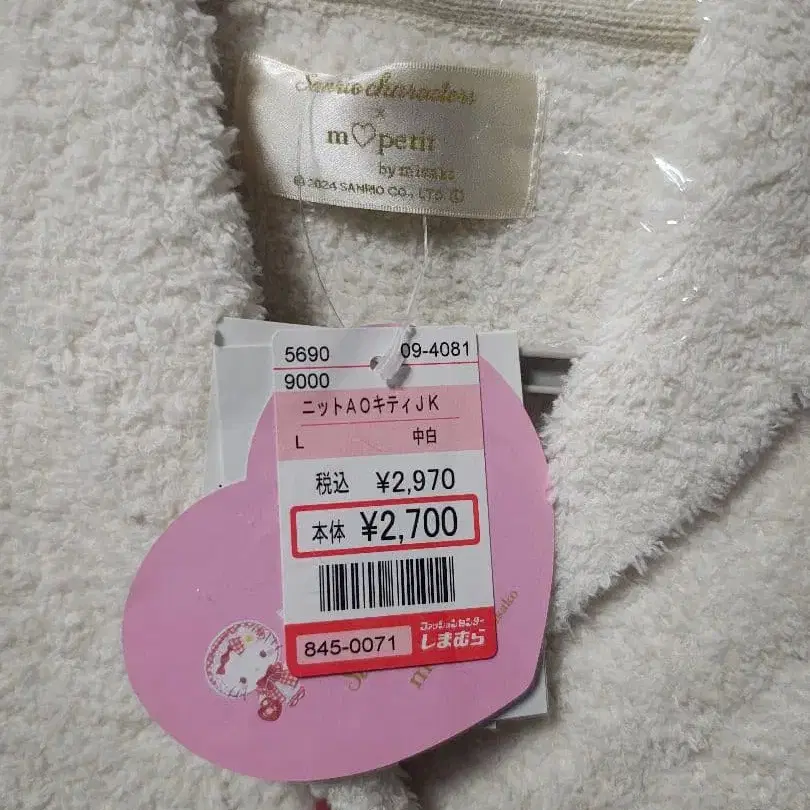 Sanrio characters
×
m♡petit
by misako
© 2024 SANRIO CO., LTD. Ⓛ
5690 09-4081
9000
ニットAOキティJK
L 中白
税込 ¥2,970
本体 ¥2,700
845-0071
ファッションセンター
しまむら
sako
m